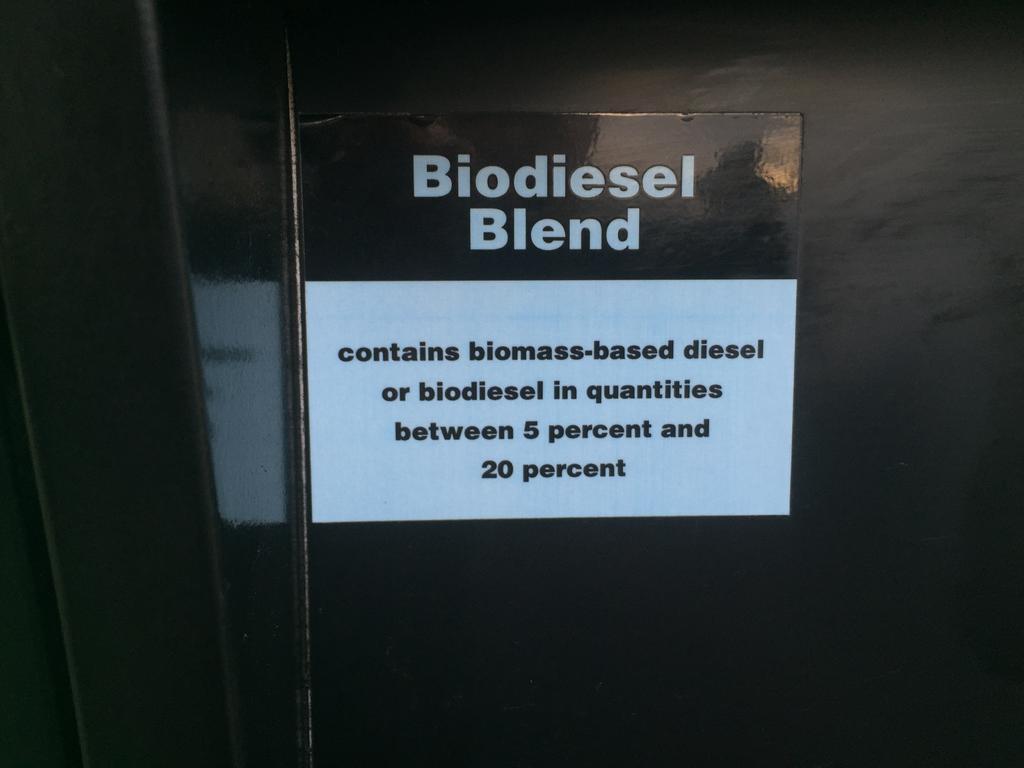 Biodiesel
Blend
contains biomass-based diesel
or biodiesel in quantities
between 5 percent and
20 percent